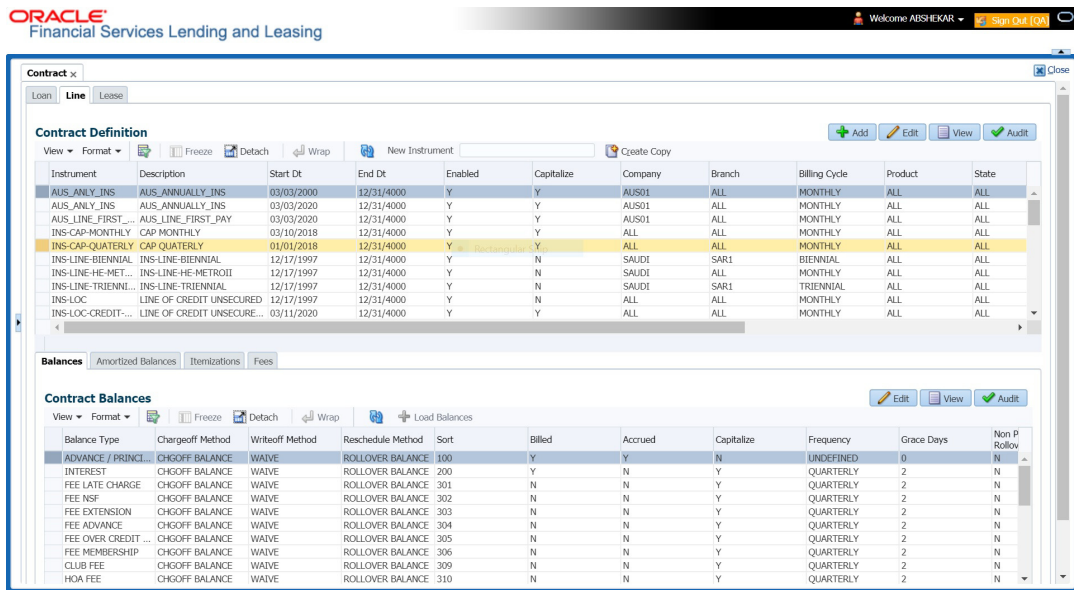 ORACLE
Financial Services Lending and Leasing
Welcome ABSHEKAR Sign Out [QA]
Contract Close
Loan Line Lease
Contract Definition Add Edit View Audit
View Format Freeze Detach Wrap New Instrument Create Copy
Instrument Description Start Dt End Dt Enabled Capitalize Company Branch Billing Cycle Product State
AUS_ANLY_INS AUS_ANNUALLY_INS 03/03/2000 12/31/4000 Y Y AUS01 ALL MONTHLY ALL ALL
AUS_ANLY_INS AUS_ANNUALLY_INS 03/03/2020 12/31/4000 Y Y AUS01 ALL MONTHLY ALL ALL
AUS_LINE_FIRST_... AUS_LINE_FIRST_PAY 03/03/2020 12/31/4000 Y Y AUS01 ALL MONTHLY ALL ALL
INS-CAP-MONTHLY CAP MONTHLY 03/10/2018 12/31/4000 Y Y ALL ALL MONTHLY ALL ALL
INS-CAP-QUATERLY CAP QUATERLY 01/01/2018 12/31/4000 Y Y ALL ALL MONTHLY ALL ALL
INS-LINE-BIENNIAL INS-LINE-BIENNIAL 12/17/1997 12/31/4000 Y N SAUDI SAR1 BIENNIAL ALL ALL
INS-LINE-HE-MET... INS-LINE-HE-METROII 12/17/1997 12/31/4000 Y N SAUDI ALL MONTHLY ALL ALL
INS-LINE-TRIENNI... INS-LINE-TRIENNIAL 12/17/1997 12/31/4000 Y N SAUDI SAR1 TRIENNIAL ALL ALL
INS-LOC LINE OF CREDIT UNSECURED 12/17/1997 12/31/4000 Y N ALL ALL MONTHLY ALL ALL
INS-LOC-CREDIT-... LINE OF CREDIT UNSECURE... 03/11/2020 12/31/4000 Y Y ALL ALL MONTHLY ALL ALL
Balances Amortized Balances Itemizations Fees
Contract Balances Edit View Audit
View Format Freeze Detach Wrap Load Balances
Balance Type Chargeoff Method Writeoff Method Reschedule Method Sort Billed Accrued Capitalize Frequency Grace Days Non P Rollov
ADVANCE / PRINCI... CHGOFF BALANCE WAIVE ROLLOVER BALANCE 100 Y Y N UNDEFINED 0 N
INTEREST CHGOFF BALANCE WAIVE ROLLOVER BALANCE 200 Y N Y QUARTERLY 2 N
FEE LATE CHARGE CHGOFF BALANCE WAIVE ROLLOVER BALANCE 301 N N Y QUARTERLY 2 N
FEE NSF CHGOFF BALANCE WAIVE ROLLOVER BALANCE 302 N N Y QUARTERLY 2 N
FEE EXTENSION CHGOFF BALANCE WAIVE ROLLOVER BALANCE 303 N N Y QUARTERLY 2 N
FEE ADVANCE CHGOFF BALANCE WAIVE ROLLOVER BALANCE 304 N N Y QUARTERLY 2 N
FEE OVER CREDIT ... CHGOFF BALANCE WAIVE ROLLOVER BALANCE 305 N N Y QUARTERLY 2 N
FEE MEMBERSHIP CHGOFF BALANCE WAIVE ROLLOVER BALANCE 306 N N Y QUARTERLY 2 N
CLUB FEE CHGOFF BALANCE WAIVE ROLLOVER BALANCE 309 N N Y QUARTERLY 2 N
HOA FEE CHGOFF BALANCE WAIVE ROLLOVER BALANCE 310 N N Y QUARTERLY 2 N